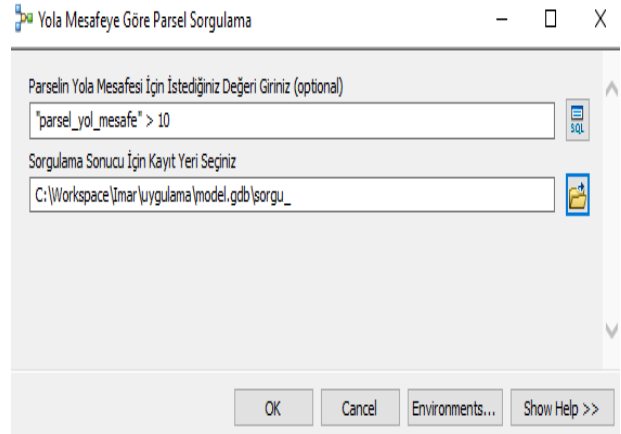 Yola Mesafeye Göre Parsel Sorgulama
Parselin Yola Mesafesi İçin İstediğiniz Değeri Giriniz (optional)
"parsel_yol_mesafe" > 10
SQL
Sorgulama Sonucu İçin Kayıt Yeri Seçiniz
C:\Workspace\Imar\uygulama\model.gdb\sorgu_
OK Cancel Environments... Show Help >>